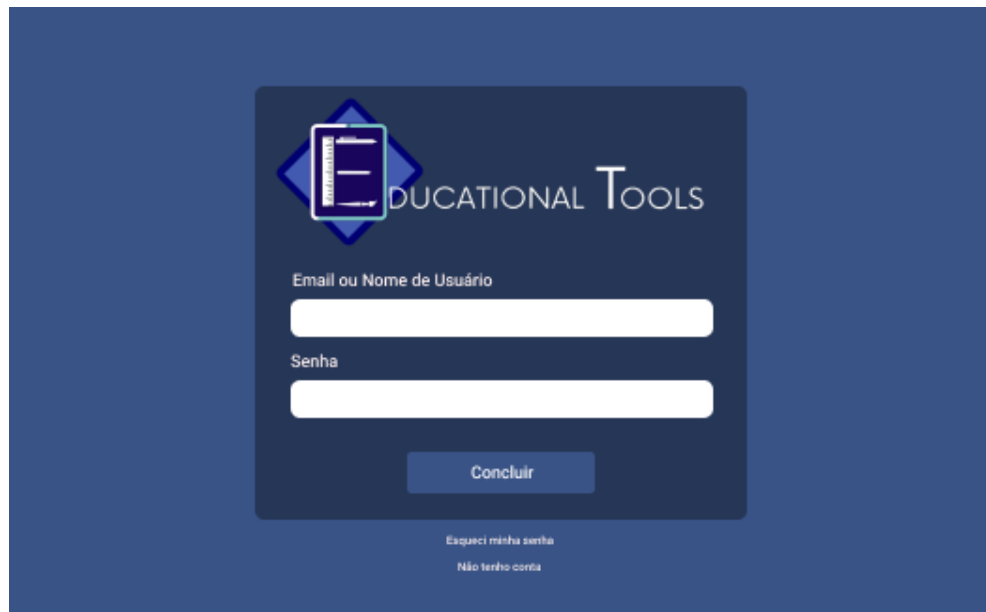 EDUCATIONAL TOOLS
Email ou Nome de Usuário
Senha
Concluir
Esqueci minha senha
Não tenho conta